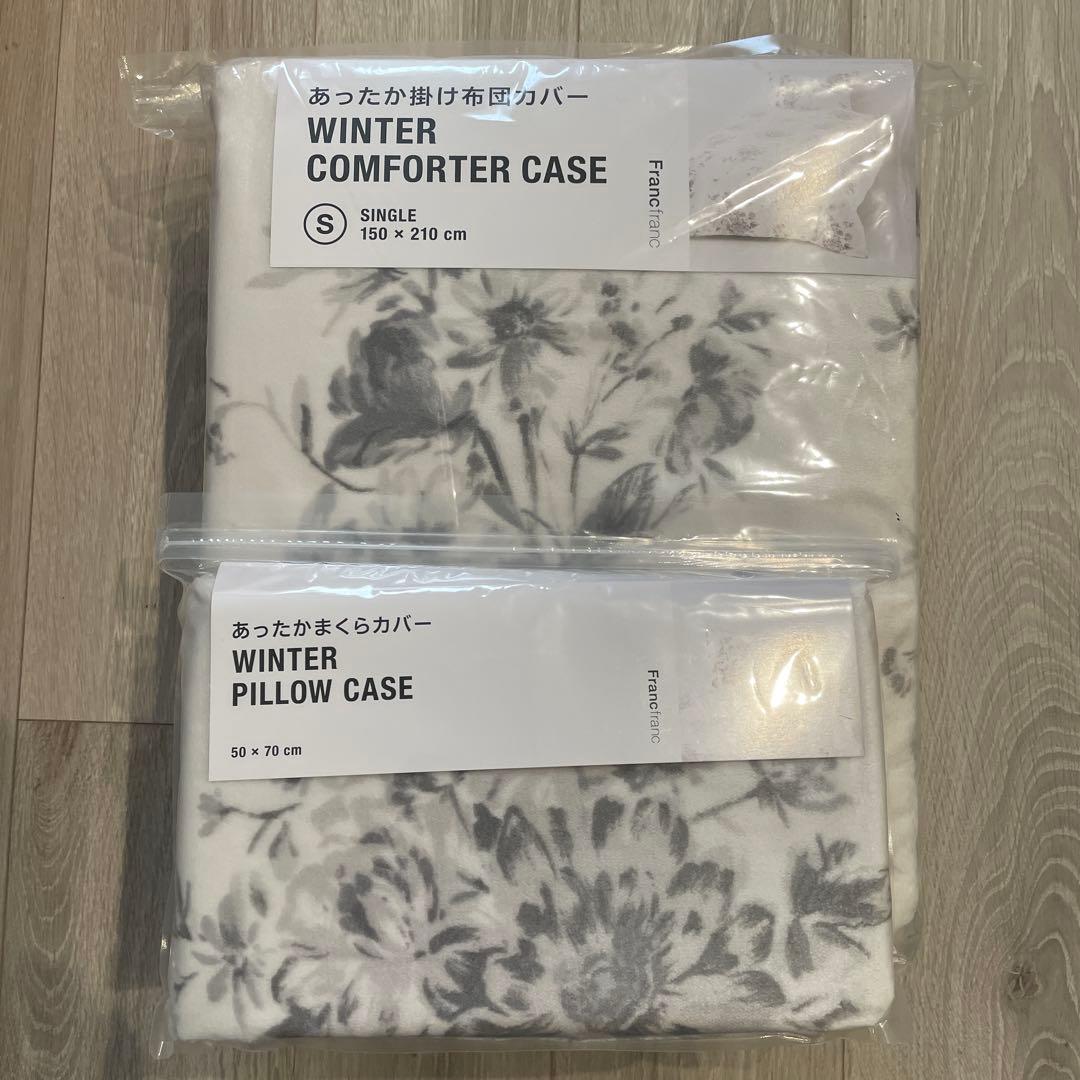 あったか掛け布団カバー
WINTER
COMFORTER CASE
S
SINGLE
150 × 210 cm
Francfranc
あったかまくらカバー
WINTER
PILLOW CASE
50 × 70 cm
Francfranc